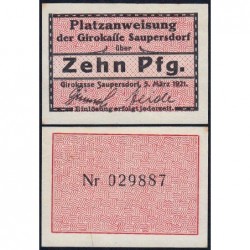 Platzanweisung
der Girokasse Saupersdorf
über
Zehn Pfg.
Girokasse Saupersdorf, 5. März 1921.
Einlösung erfolgt jederzeit.
Nr 029887